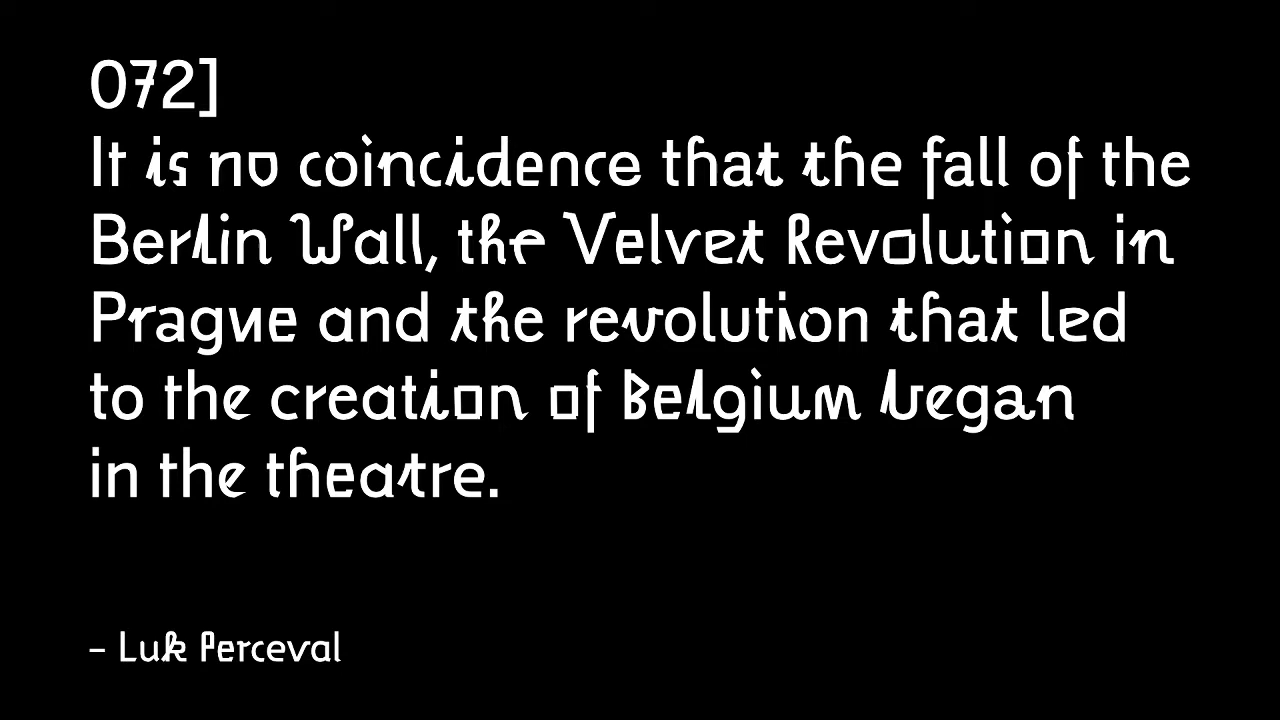 072]
It is no coincidence that the fall of the
Berlin Wall, the Velvet Revolution in
Prague and the revolution that led
to the creation of Belgium began
in the theatre.
– Luk Perceval